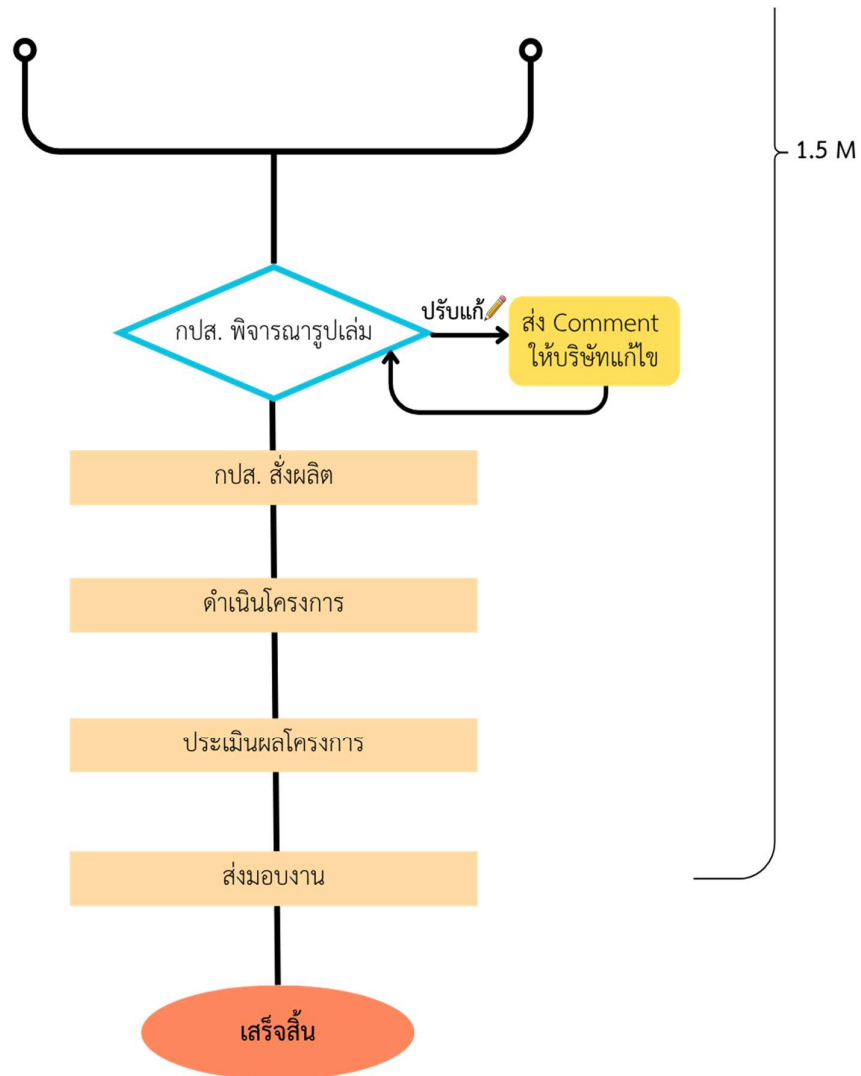 1.5 M
กปส. พิจารณารูปเล่ม
ปรับแก้
ส่ง Comment
ให้บริษัทแก้ไข
กปส. สั่งผลิต
ดำเนินโครงการ
ประเมินผลโครงการ
ส่งมอบงาน
เสร็จสิ้น